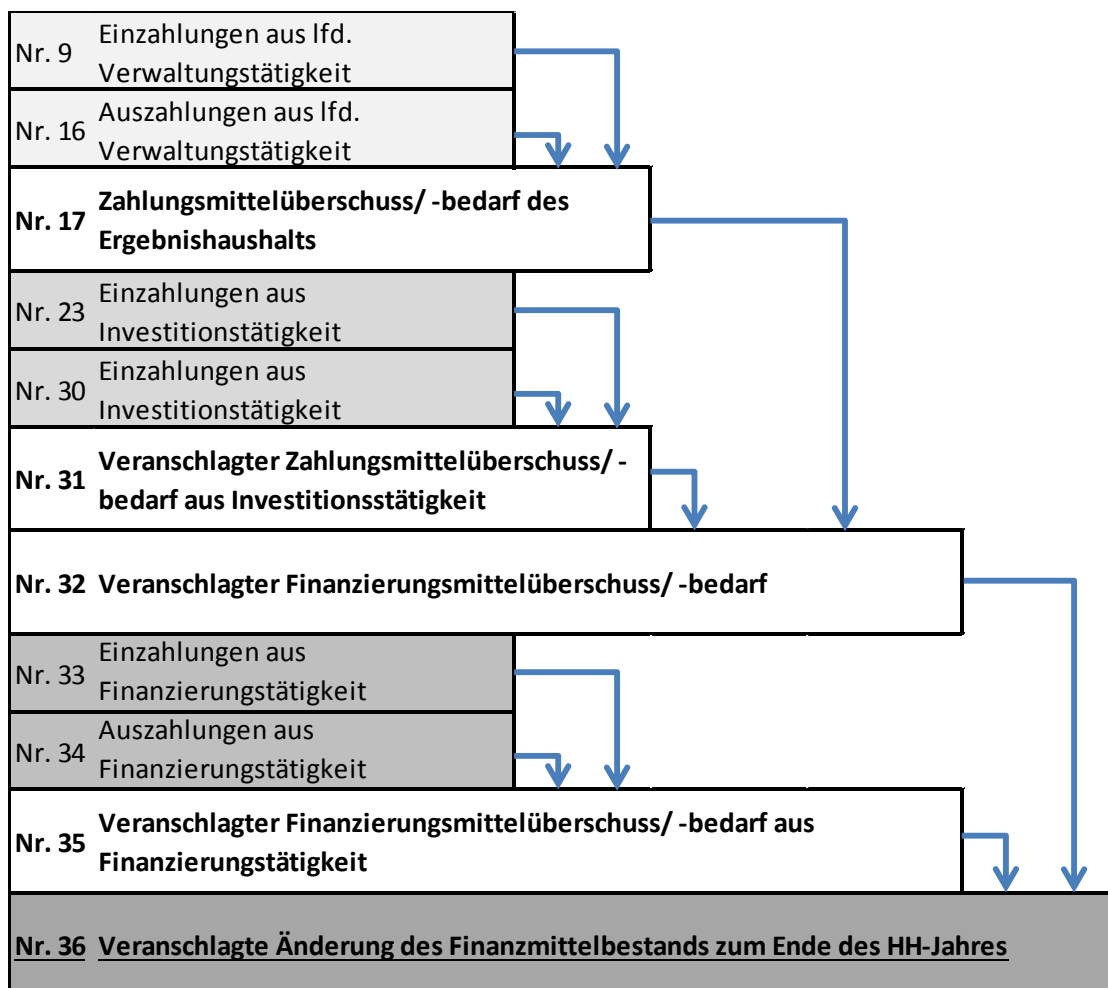 Nr. 9 Einzahlungen aus lfd.
Verwaltungstätigkeit
Nr. 16 Auszahlungen aus lfd.
Verwaltungstätigkeit
Nr. 17 Zahlungsmittelüberschuss/ -bedarf des
Ergebnishaushalts
Nr. 23 Einzahlungen aus
Investitionstätigkeit
Nr. 30 Einzahlungen aus
Investitionstätigkeit
Nr. 31 Veranschlagter Zahlungsmittelüberschuss/ -
bedarf aus Investitionsstätigkeit
Nr. 32 Veranschlagter Finanzierungsmittelüberschuss/ -bedarf
Nr. 33 Einzahlungen aus
Finanzierungstätigkeit
Nr. 34 Auszahlungen aus
Finanzierungstätigkeit
Nr. 35 Veranschlagter Finanzierungsmittelüberschuss/ -bedarf aus
Finanzierungstätigkeit
Nr. 36 Veranschlagte Änderung des Finanzmittelbestands zum Ende des HH-Jahres